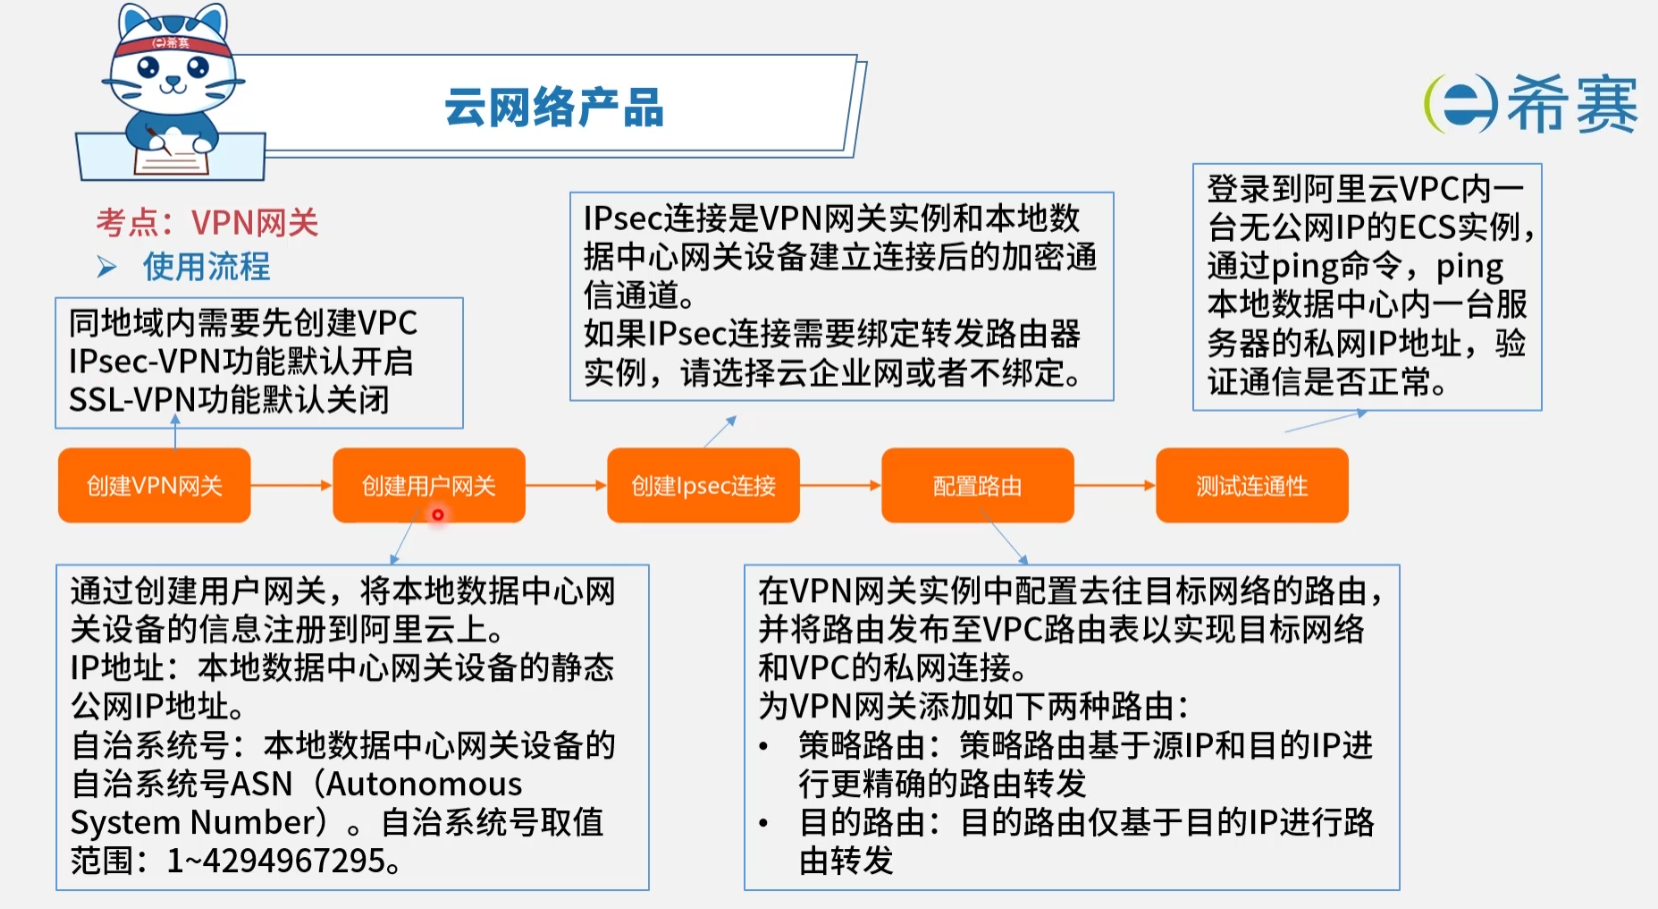 (e)希赛
云网络产品
(e)希赛
考点：VPN网关
➢ 使用流程
同地域内需要先创建VPC
IPsec-VPN功能默认开启
SSL-VPN功能默认关闭
IPsec连接是VPN网关实例和本地数
据中心网关设备建立连接后的加密通
信通道。
如果IPsec连接需要绑定转发路由器
实例，请选择云企业网或者不绑定。
登录到阿里云VPC内一
台无公网IP的ECS实例，
通过ping命令，ping
本地数据中心内一台服
务器的私网IP地址，验
证通信是否正常。
创建VPN网关
创建用户网关
创建Ipsec连接
配置路由
测试连通性
通过创建用户网关，将本地数据中心网
关设备的信息注册到阿里云上。
IP地址：本地数据中心网关设备的静态
公网IP地址。
自治系统号：本地数据中心网关设备的
自治系统号ASN（Autonomous
System Number）。自治系统号取值
范围：1~4294967295。
在VPN网关实例中配置去往目标网络的路由，
并将路由发布至VPC路由表以实现目标网络
和VPC的私网连接。
为VPN网关添加如下两种路由：
• 策略路由：策略路由基于源IP和目的IP进
行更精确的路由转发
• 目的路由：目的路由仅基于目的IP进行路
由转发